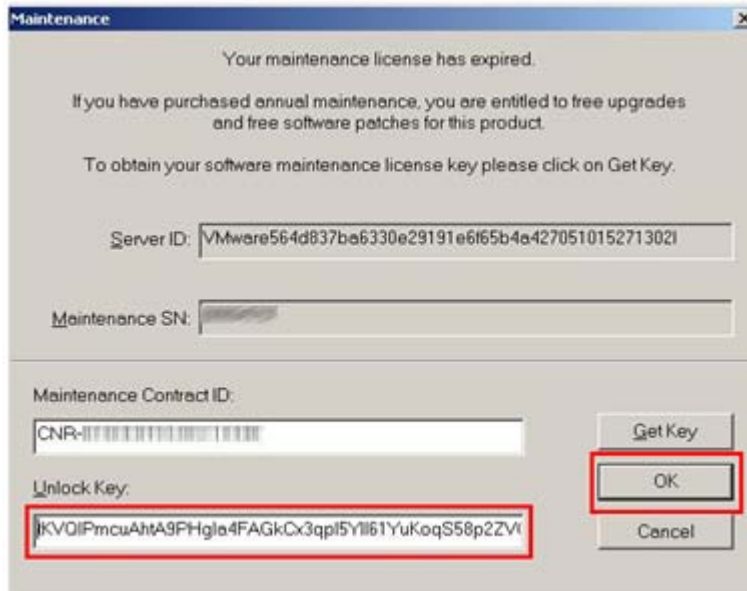 Maintenance
Your maintenance license has expired.
If you have purchased annual maintenance, you are entitled to free upgrades
and free software patches for this product.
To obtain your software maintenance license key please click on Get Key.
Server ID:
Maintenance SN:
Maintenance Contract ID:
CNR-
Get Key
Unlock Key:
OK
Cancel